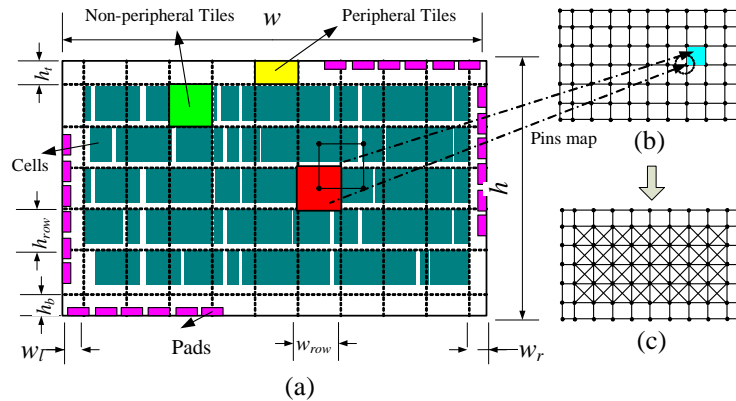 Non-peripheral Tiles
w
Peripheral Tiles
h_t
Cells
h
h_row
h_b
w_l
Pads
w_row
w_r
(a)
(b)
Pins map
(c)